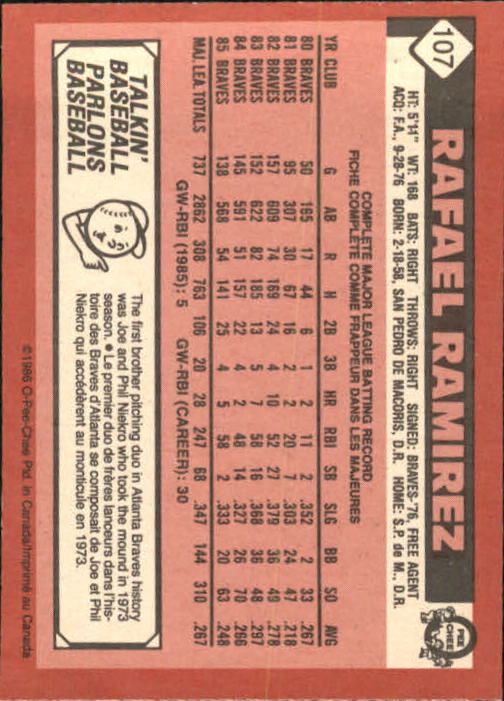 107
RAFAEL RAMIREZ
O PEE CHEE
HT: 5'11" WT: 168 BATS: RIGHT THROWS: RIGHT SIGNED: BRAVES-'76, FREE AGENT
ACQ: F.A., 9-28-76 BORN: 2-18-58, SAN PEDRO DE MACORIS, D.R. HOME: S.P. de M., D.R.
COMPLETE MAJOR LEAGUE BATTING RECORD
FICHE COMPLÈTE COMME FRAPPEUR DANS LES MAJEURES
YR CLUB G AB R H 2B 3B HR RBI SB SLG BB SO AVG
80 BRAVES 50 165 17 44 6 1 2 11 2 .352 2 33 .267
81 BRAVES 95 307 30 67 16 2 2 20 7 .303 24 47 .218
82 BRAVES 157 609 74 169 24 4 10 52 27 .379 36 49 .278
83 BRAVES 152 622 82 185 13 5 7 58 16 .368 36 48 .297
84 BRAVES 145 591 51 157 22 4 2 48 14 .327 26 70 .266
85 BRAVES 138 568 54 141 25 4 5 58 2 .333 20 63 .248
MAJ. LEA. TOTALS 737 2862 308 763 106 20 28 247 68 .347 144 310 .267
GW-RBI (1985): 5 GW-RBI (CAREER): 30
TALKIN'
BASEBALL
PARLONS
BASEBALL
The first brother pitching duo in Atlanta Braves history
was Joe and Phil Niekro who took the mound in 1973
season. • Le premier duo de frères lanceurs dans l'his-
toire des Braves d'Atlanta se composait de Joe et Phil
Niekro qui accédèrent au monticule en 1973.
©1986 O-Pee-Chee Ptd. in Canada/Imprimé au Canada